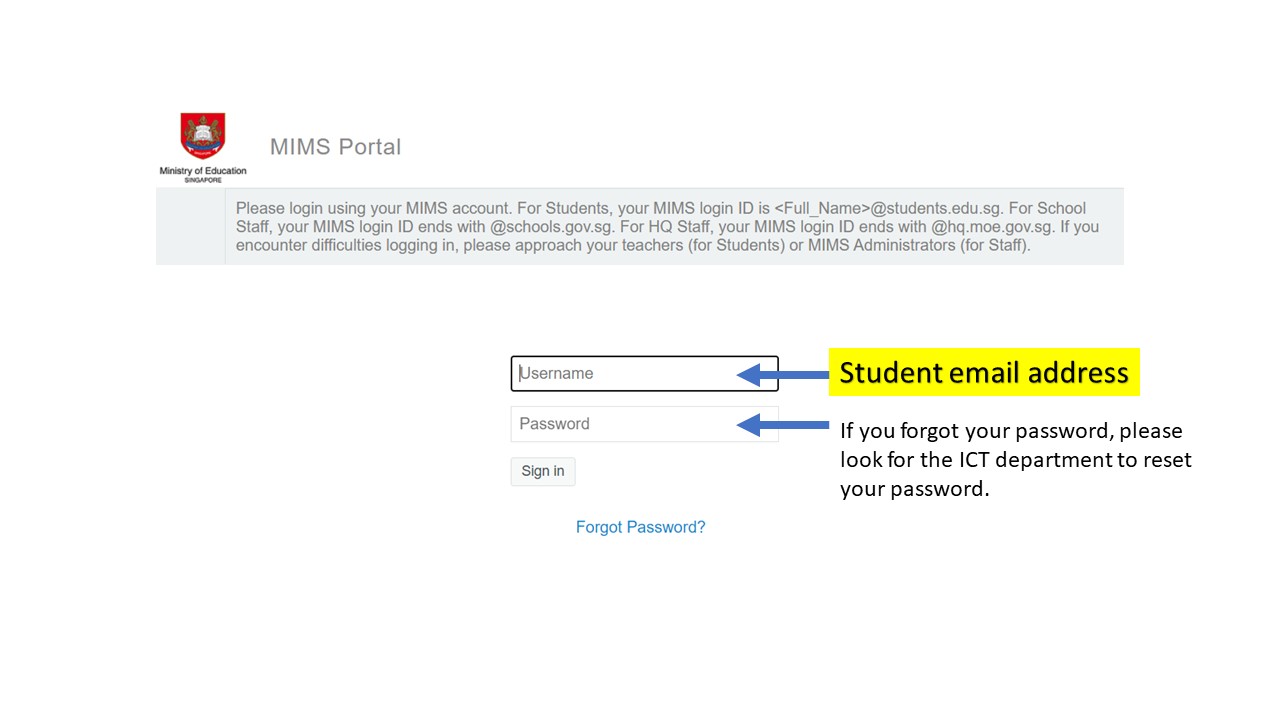 MIMS Portal
Ministry of Education
SINGAPORE
Please login using your MIMS account. For Students, your MIMS login ID is <Full_Name>@students.edu.sg. For School
Staff, your MIMS login ID ends with @schools.gov.sg. For HQ Staff, your MIMS login ID ends with @hq.moe.gov.sg. If you
encounter difficulties logging in, please approach your teachers (for Students) or MIMS Administrators (for Staff).
Username
Student email address
Password
If you forgot your password, please
look for the ICT department to reset
your password.
Sign in
Forgot Password?